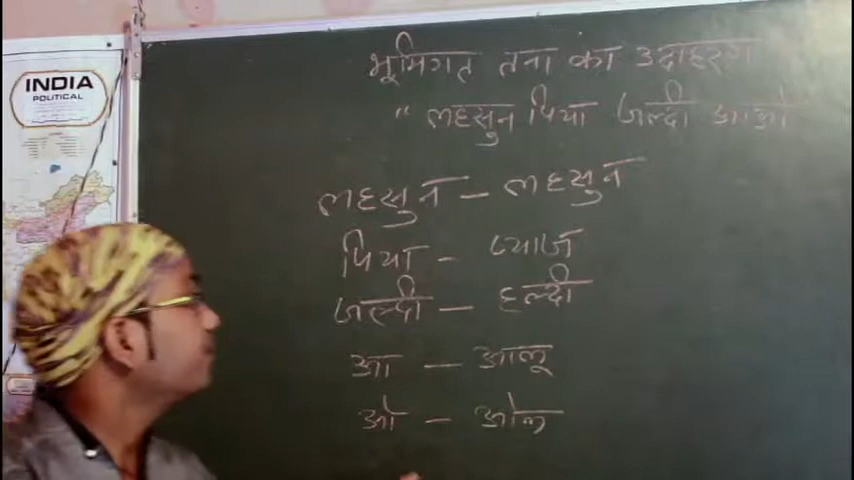 INDIA
POLITICAL
भूमिगत तना का उदाहरण
" लहसुन पिया जल्दी आओ
लहसुन - लहसुन
पिया - प्याज
जल्दी - हल्दी
आ - आलू
ओ - ओल